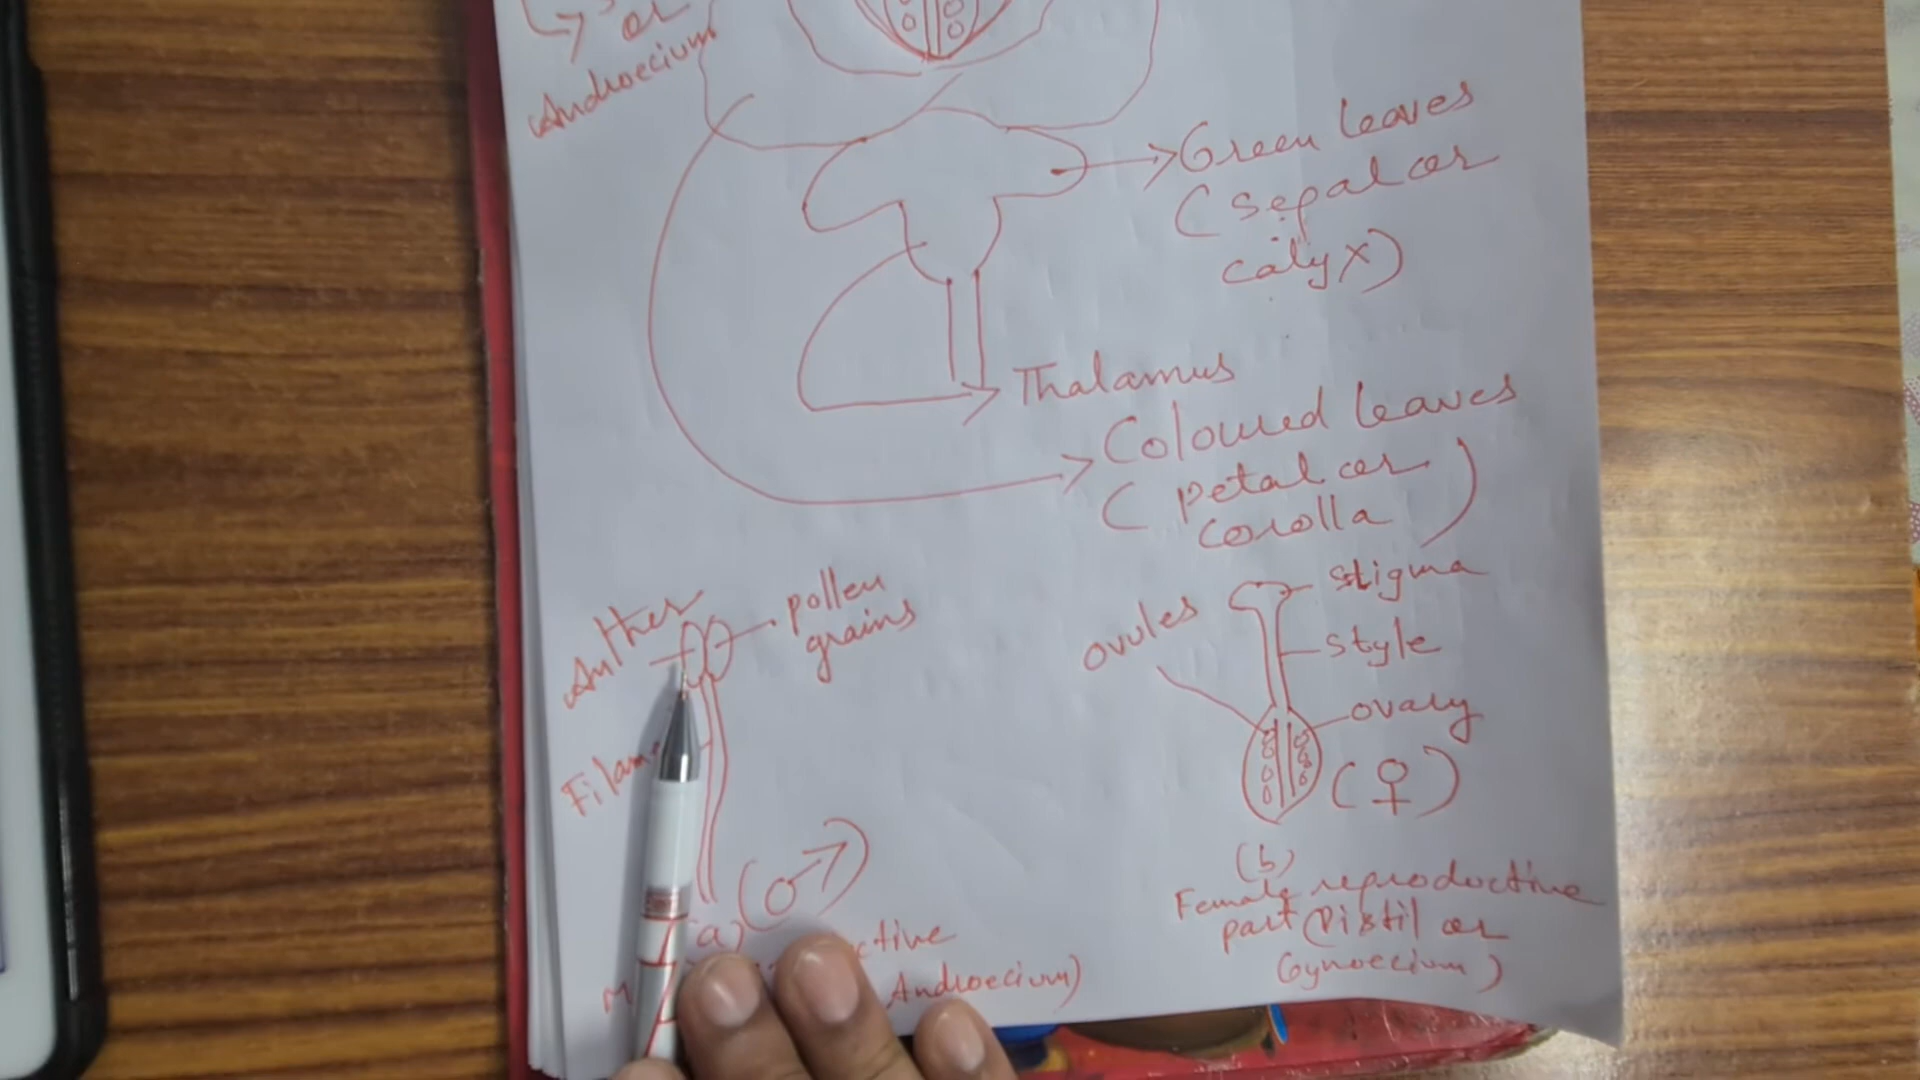 or
Androecium
Green leaves
(sepal or
calyx)
Thalamus
Coloured leaves
(petal or
corolla)
Anther
pollen
grains
(♂)
(a)
Androecium)
ovules
stigma
style
ovary
(♀)
(b)
Female reproductive
part (Pistil or
Gynoecium)